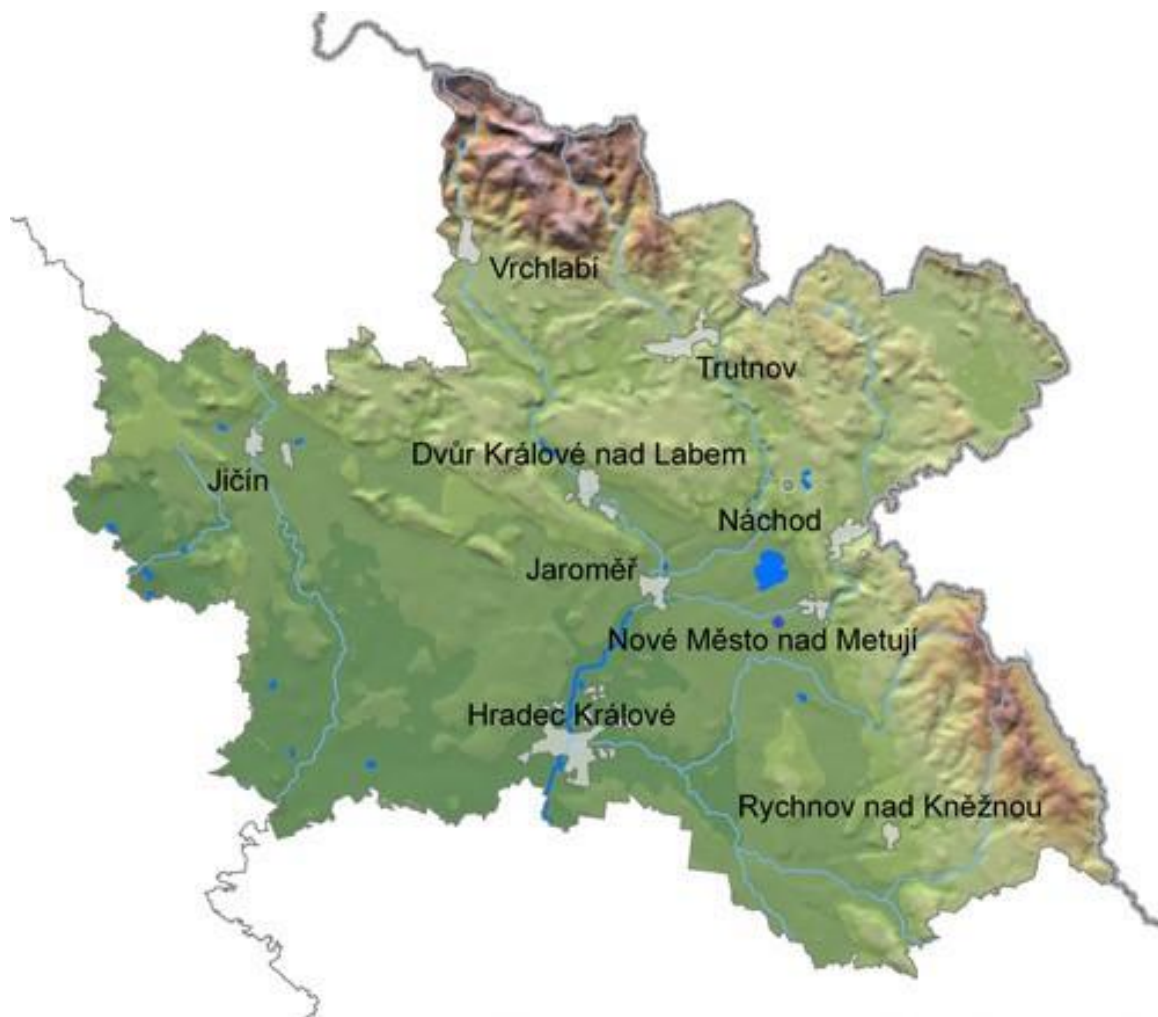 Vrchlabí
Trutnov
Dvůr Králové nad Labem
Jičín
Náchod
Jaroměř
Nové Město nad Metují
Hradec Králové
Rychnov nad Kněžnou